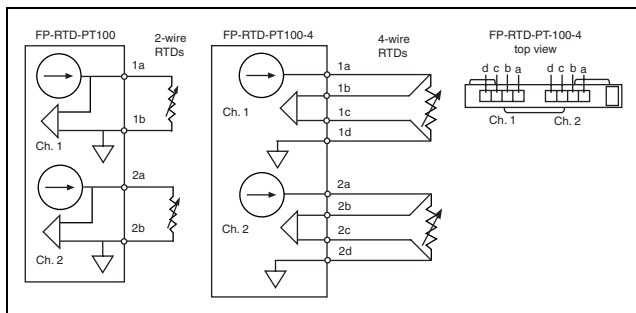 FP-RTD-PT100
2-wire
RTDs
1a
1b
Ch. 1
2a
2b
Ch. 2
FP-RTD-PT100-4
4-wire
RTDs
1a
1b
1c
1d
Ch. 1
2a
2b
2c
2d
Ch. 2
FP-RTD-PT-100-4
top view
d c b a d c b a
Ch. 1 Ch. 2